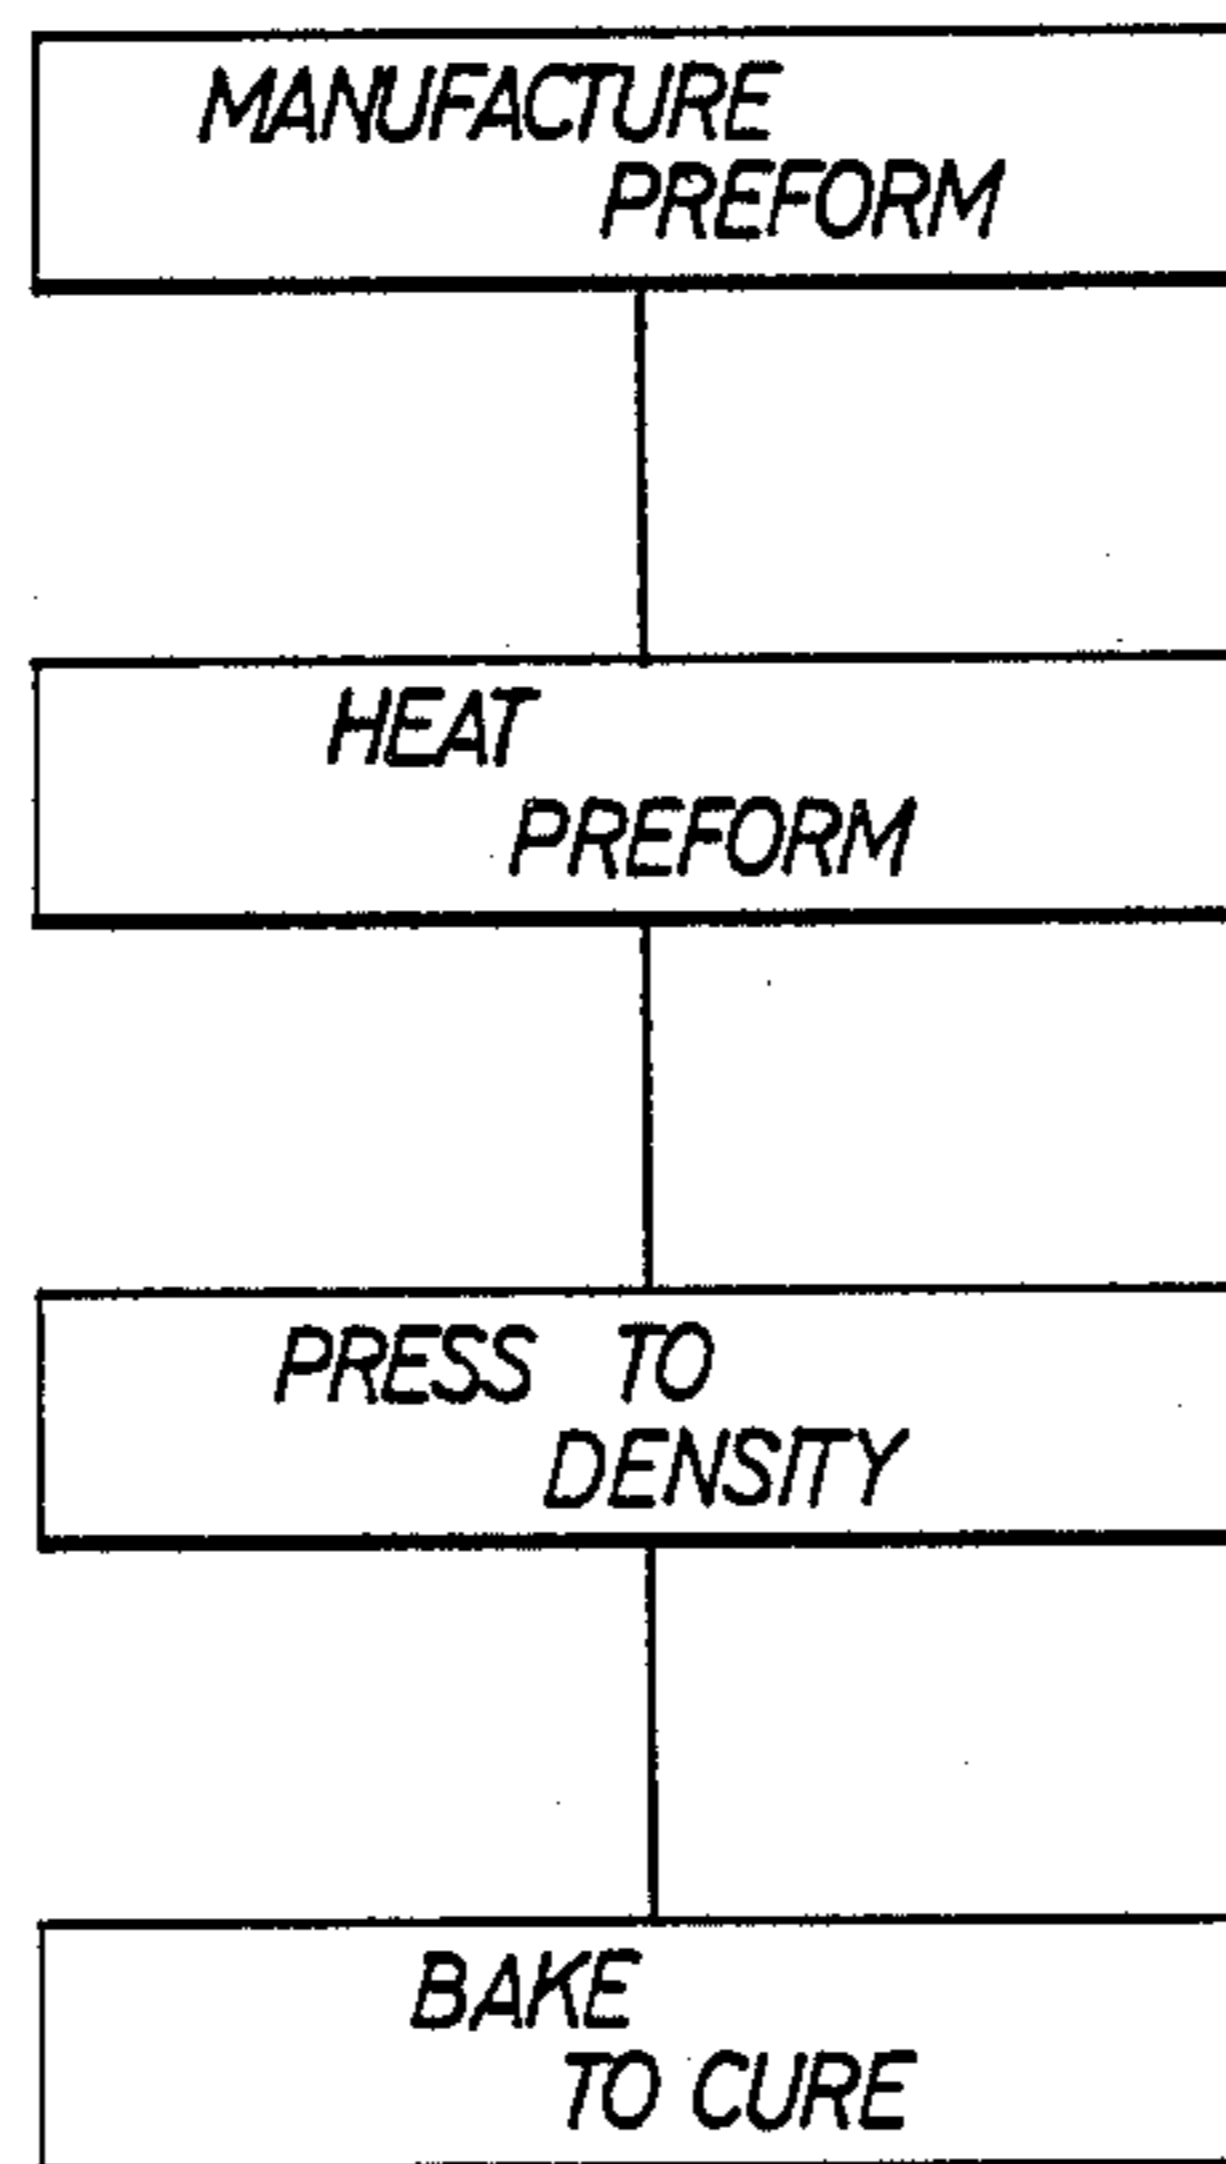 MANUFACTURE
PREFORM
HEAT
PREFORM
PRESS TO
DENSITY
BAKE
TO CURE